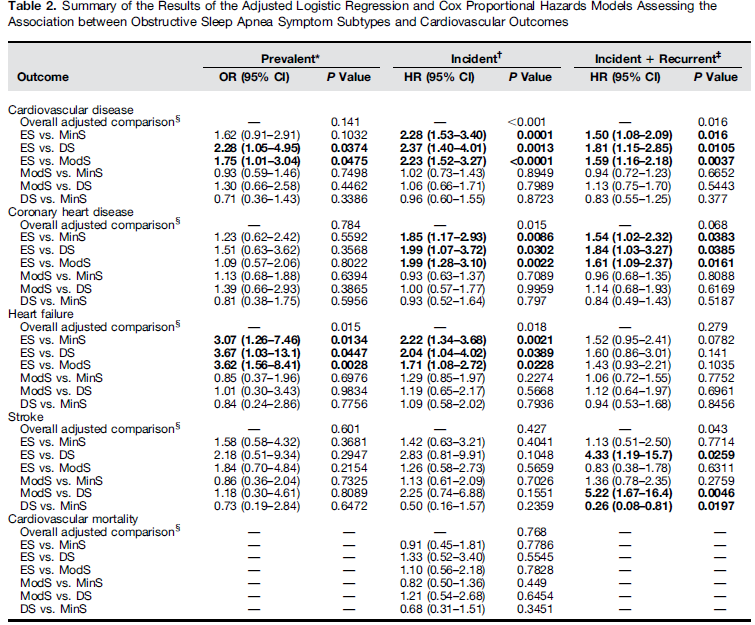 Table 2. Summary of the Results of the Adjusted Logistic Regression and Cox Proportional Hazards Models Assessing the
Association between Obstructive Sleep Apnea Symptom Subtypes and Cardiovascular Outcomes
Prevalent* Incident† Incident + Recurrent‡
Outcome OR (95% CI) P Value HR (95% CI) P Value HR (95% CI) P Value
Cardiovascular disease
Overall adjusted comparison§ — 0.141 — <0.001 — 0.016
ES vs. MinS 1.62 (0.91–2.91) 0.1032 2.28 (1.53–3.40) 0.0001 1.50 (1.08–2.09) 0.016
ES vs. DS 2.28 (1.05–4.95) 0.0374 2.37 (1.40–4.01) 0.0013 1.81 (1.15–2.85) 0.0105
ES vs. ModS 1.75 (1.01–3.04) 0.0475 2.23 (1.52–3.27) <0.0001 1.59 (1.16–2.18) 0.0037
ModS vs. MinS 0.93 (0.59–1.46) 0.7498 1.02 (0.73–1.43) 0.8949 0.94 (0.72–1.23) 0.6652
ModS vs. DS 1.30 (0.66–2.58) 0.4462 1.06 (0.66–1.71) 0.7989 1.13 (0.75–1.70) 0.5443
DS vs. MinS 0.71 (0.36–1.43) 0.3386 0.96 (0.60–1.55) 0.8723 0.83 (0.55–1.25) 0.377
Coronary heart disease
Overall adjusted comparison§ — 0.784 — 0.015 — 0.068
ES vs. MinS 1.23 (0.62–2.42) 0.5592 1.85 (1.17–2.93) 0.0086 1.54 (1.02–2.32) 0.0383
ES vs. DS 1.51 (0.63–3.62) 0.3568 1.99 (1.07–3.72) 0.0302 1.84 (1.03–3.27) 0.0385
ES vs. ModS 1.09 (0.57–2.06) 0.8022 1.99 (1.28–3.10) 0.0022 1.61 (1.09–2.37) 0.0161
ModS vs. MinS 1.13 (0.68–1.88) 0.6394 0.93 (0.63–1.37) 0.7089 0.96 (0.68–1.35) 0.8088
ModS vs. DS 1.39 (0.66–2.93) 0.3865 1.00 (0.57–1.77) 0.9959 1.14 (0.68–1.93) 0.6169
DS vs. MinS 0.81 (0.38–1.75) 0.5956 0.93 (0.52–1.64) 0.797 0.84 (0.49–1.43) 0.5187
Heart failure
Overall adjusted comparison§ — 0.015 — 0.018 — 0.279
ES vs. MinS 3.07 (1.26–7.46) 0.0134 2.22 (1.34–3.68) 0.0021 1.52 (0.95–2.41) 0.0782
ES vs. DS 3.67 (1.03–13.1) 0.0447 2.04 (1.04–4.02) 0.0389 1.60 (0.86–3.01) 0.141
ES vs. ModS 3.62 (1.56–8.41) 0.0028 1.71 (1.08–2.72) 0.0228 1.43 (0.93–2.21) 0.1035
ModS vs. MinS 0.85 (0.37–1.96) 0.6976 1.29 (0.85–1.97) 0.2274 1.06 (0.72–1.55) 0.7752
ModS vs. DS 1.01 (0.30–3.43) 0.9834 1.19 (0.65–2.17) 0.5668 1.12 (0.64–1.97) 0.6961
DS vs. MinS 0.84 (0.24–2.86) 0.7756 1.09 (0.58–2.02) 0.7936 0.94 (0.53–1.68) 0.8456
Stroke
Overall adjusted comparison§ — 0.601 — 0.427 — 0.043
ES vs. MinS 1.58 (0.58–4.32) 0.3681 1.42 (0.63–3.21) 0.4041 1.13 (0.51–2.50) 0.7714
ES vs. DS 2.18 (0.51–9.34) 0.2947 2.83 (0.81–9.91) 0.1048 4.33 (1.19–15.7) 0.0259
ES vs. ModS 1.84 (0.70–4.84) 0.2154 1.26 (0.58–2.73) 0.5659 0.83 (0.38–1.78) 0.6311
ModS vs. MinS 0.86 (0.36–2.04) 0.7325 1.13 (0.61–2.09) 0.7026 1.36 (0.78–2.35) 0.2759
ModS vs. DS 1.18 (0.30–4.61) 0.8089 2.25 (0.74–6.88) 0.1551 5.22 (1.67–16.4) 0.0046
DS vs. MinS 0.73 (0.19–2.84) 0.6472 0.50 (0.16–1.57) 0.2359 0.26 (0.08–0.81) 0.0197
Cardiovascular mortality
Overall adjusted comparison§ — — — 0.768 — —
ES vs. MinS — — 0.91 (0.45–1.81) 0.7786 — —
ES vs. DS — — 1.33 (0.52–3.40) 0.5545 — —
ES vs. ModS — — 1.10 (0.56–2.18) 0.7828 — —
ModS vs. MinS — — 0.82 (0.50–1.36) 0.449 — —
ModS vs. DS — — 1.21 (0.54–2.68) 0.6454 — —
DS vs. MinS — — 0.68 (0.31–1.51) 0.3451 — —